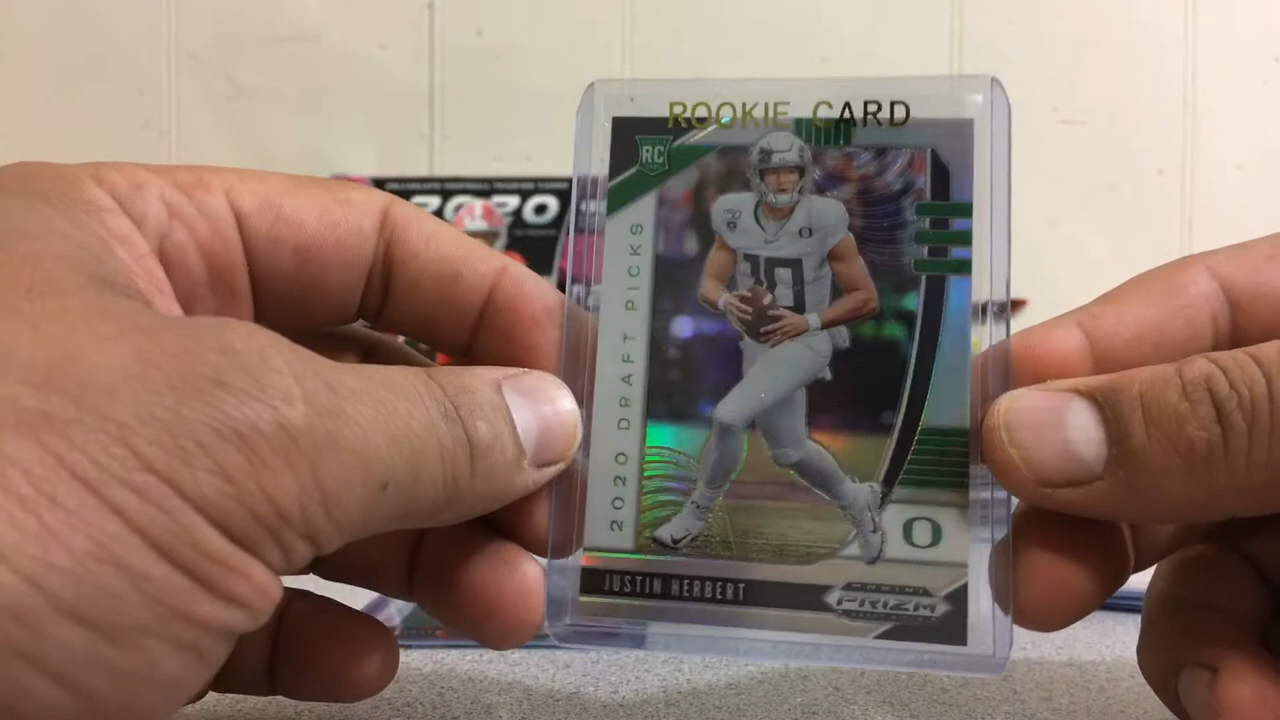 ROOKIE CARD
RC
2020
2020 DRAFT PICKS
10
O
JUSTIN HERBERT
PANINI
PRIZM